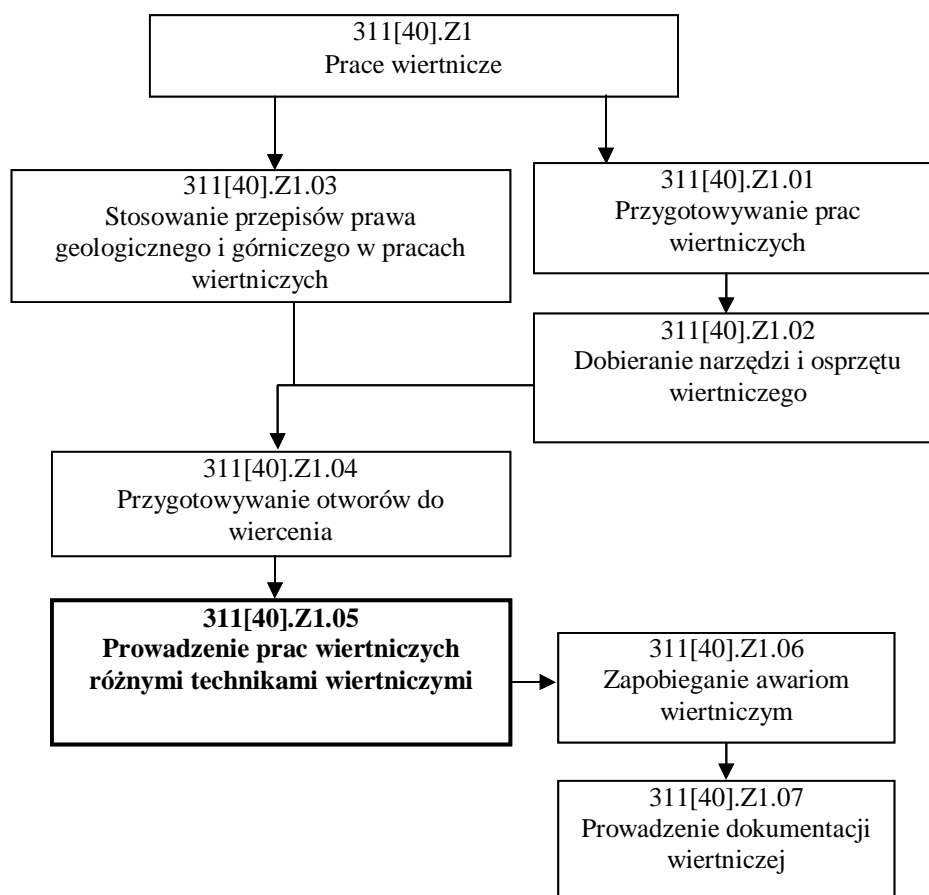 311[40].Z1
Prace wiertnicze
311[40].Z1.03
Stosowanie przepisów prawa
geologicznego i górniczego w pracach
wiertniczych
311[40].Z1.01
Przygotowywanie prac
wiertniczych
311[40].Z1.02
Dobieranie narzędzi i osprzętu
wiertniczego
311[40].Z1.04
Przygotowywanie otworów do
wiercenia
311[40].Z1.05
Prowadzenie prac wiertniczych
różnymi technikami wiertniczymi
311[40].Z1.06
Zapobieganie awariom
wiertniczym
311[40].Z1.07
Prowadzenie dokumentacji
wiertniczej